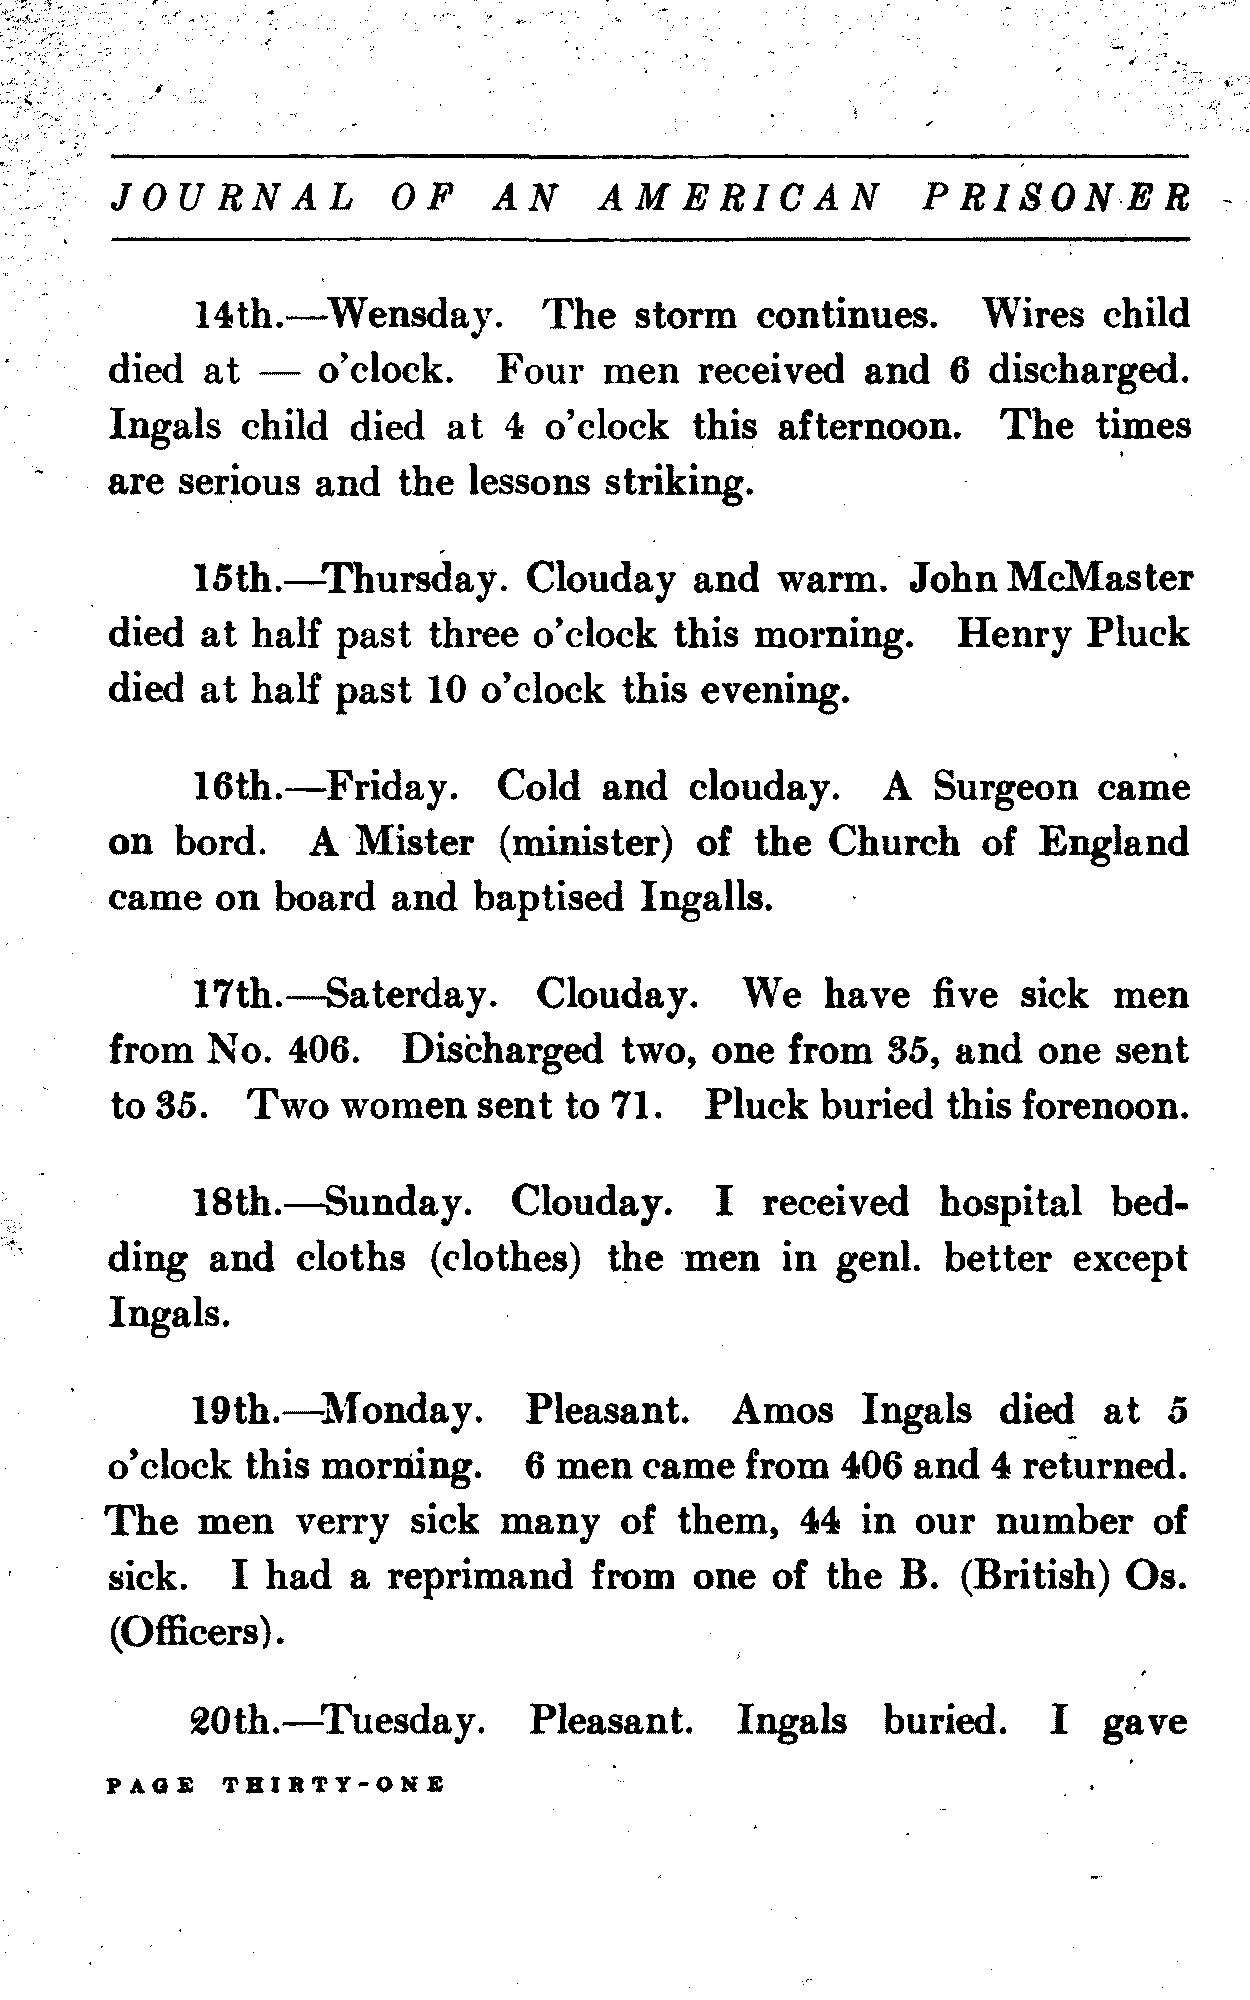 JOURNAL OF AN AMERICAN PRISONER
14th.—Wensday. The storm continues. Wires child
died at — o'clock. Four men received and 6 discharged.
Ingals child died at 4 o'clock this afternoon. The times
are serious and the lessons striking.
15th.—Thursday. Clouday and warm. John McMaster
died at half past three o'clock this morning. Henry Pluck
died at half past 10 o'clock this evening.
16th.—Friday. Cold and clouday. A Surgeon came
on bord. A Mister (minister) of the Church of England
came on board and baptised Ingalls.
17th.—Saterday. Clouday. We have five sick men
from No. 406. Discharged two, one from 35, and one sent
to 35. Two women sent to 71. Pluck buried this forenoon.
18th.—Sunday. Clouday. I received hospital bed-
ding and cloths (clothes) the men in genl. better except
Ingals.
19th.—Monday. Pleasant. Amos Ingals died at 5
o'clock this morning. 6 men came from 406 and 4 returned.
The men verry sick many of them, 44 in our number of
sick. I had a reprimand from one of the B. (British) Os.
(Officers).
20th.—Tuesday. Pleasant. Ingals buried. I gave
PAGE THIRTY-ONE